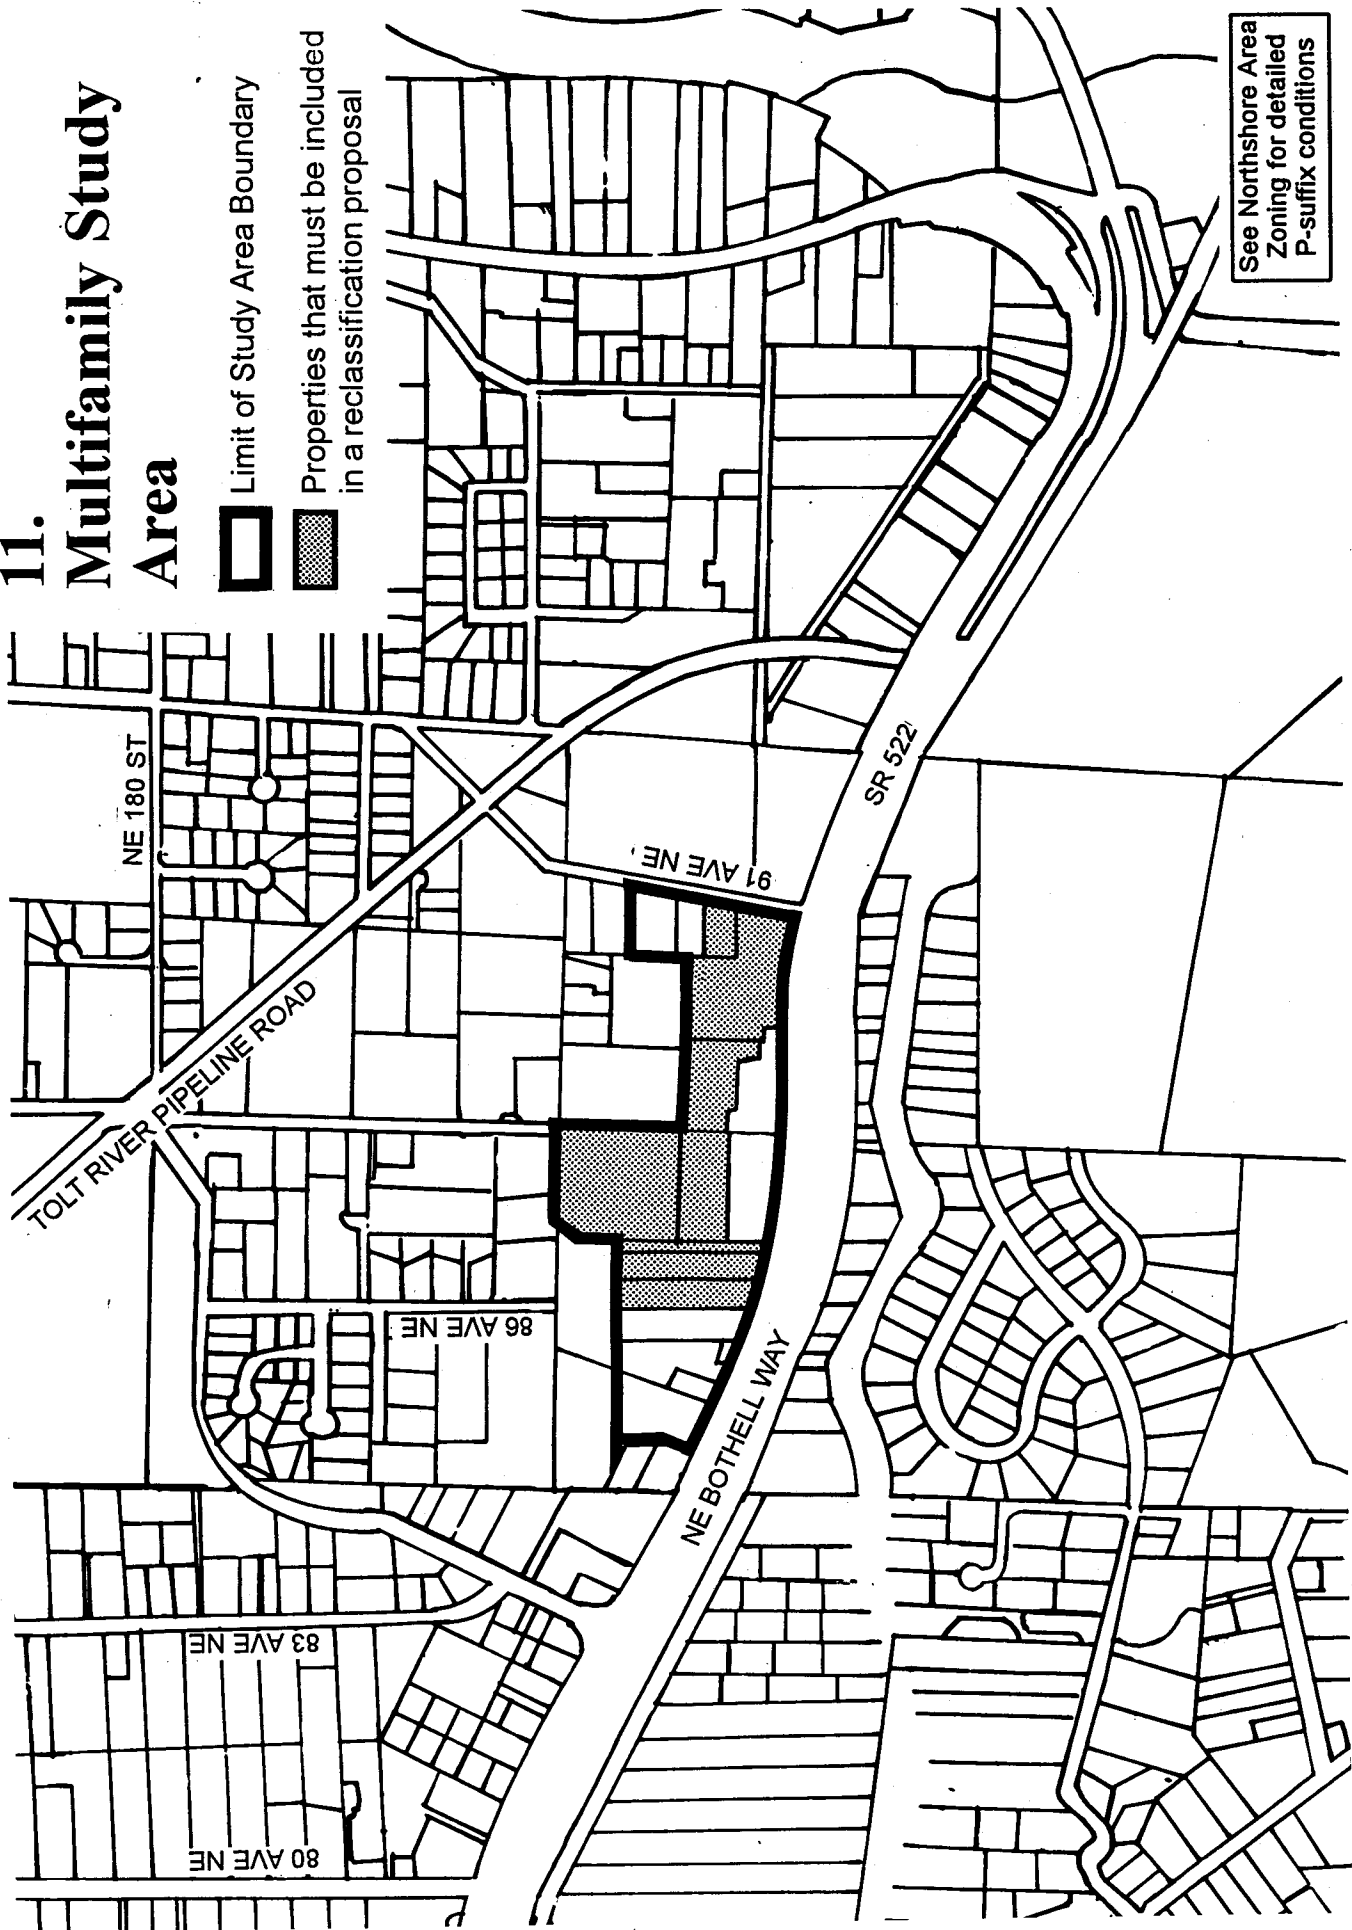 11.
Multifamily Study
Area
Limit of Study Area Boundary
Properties that must be included
in a reclassification proposal
NE 180 ST
TOLT RIVER PIPELINE ROAD
91 AVE NE
SR 522
86 AVE NE
NE BOTHELL WAY
83 AVE NE
80 AVE NE
See Northshore Area
Zoning for detailed
P-suffix conditions